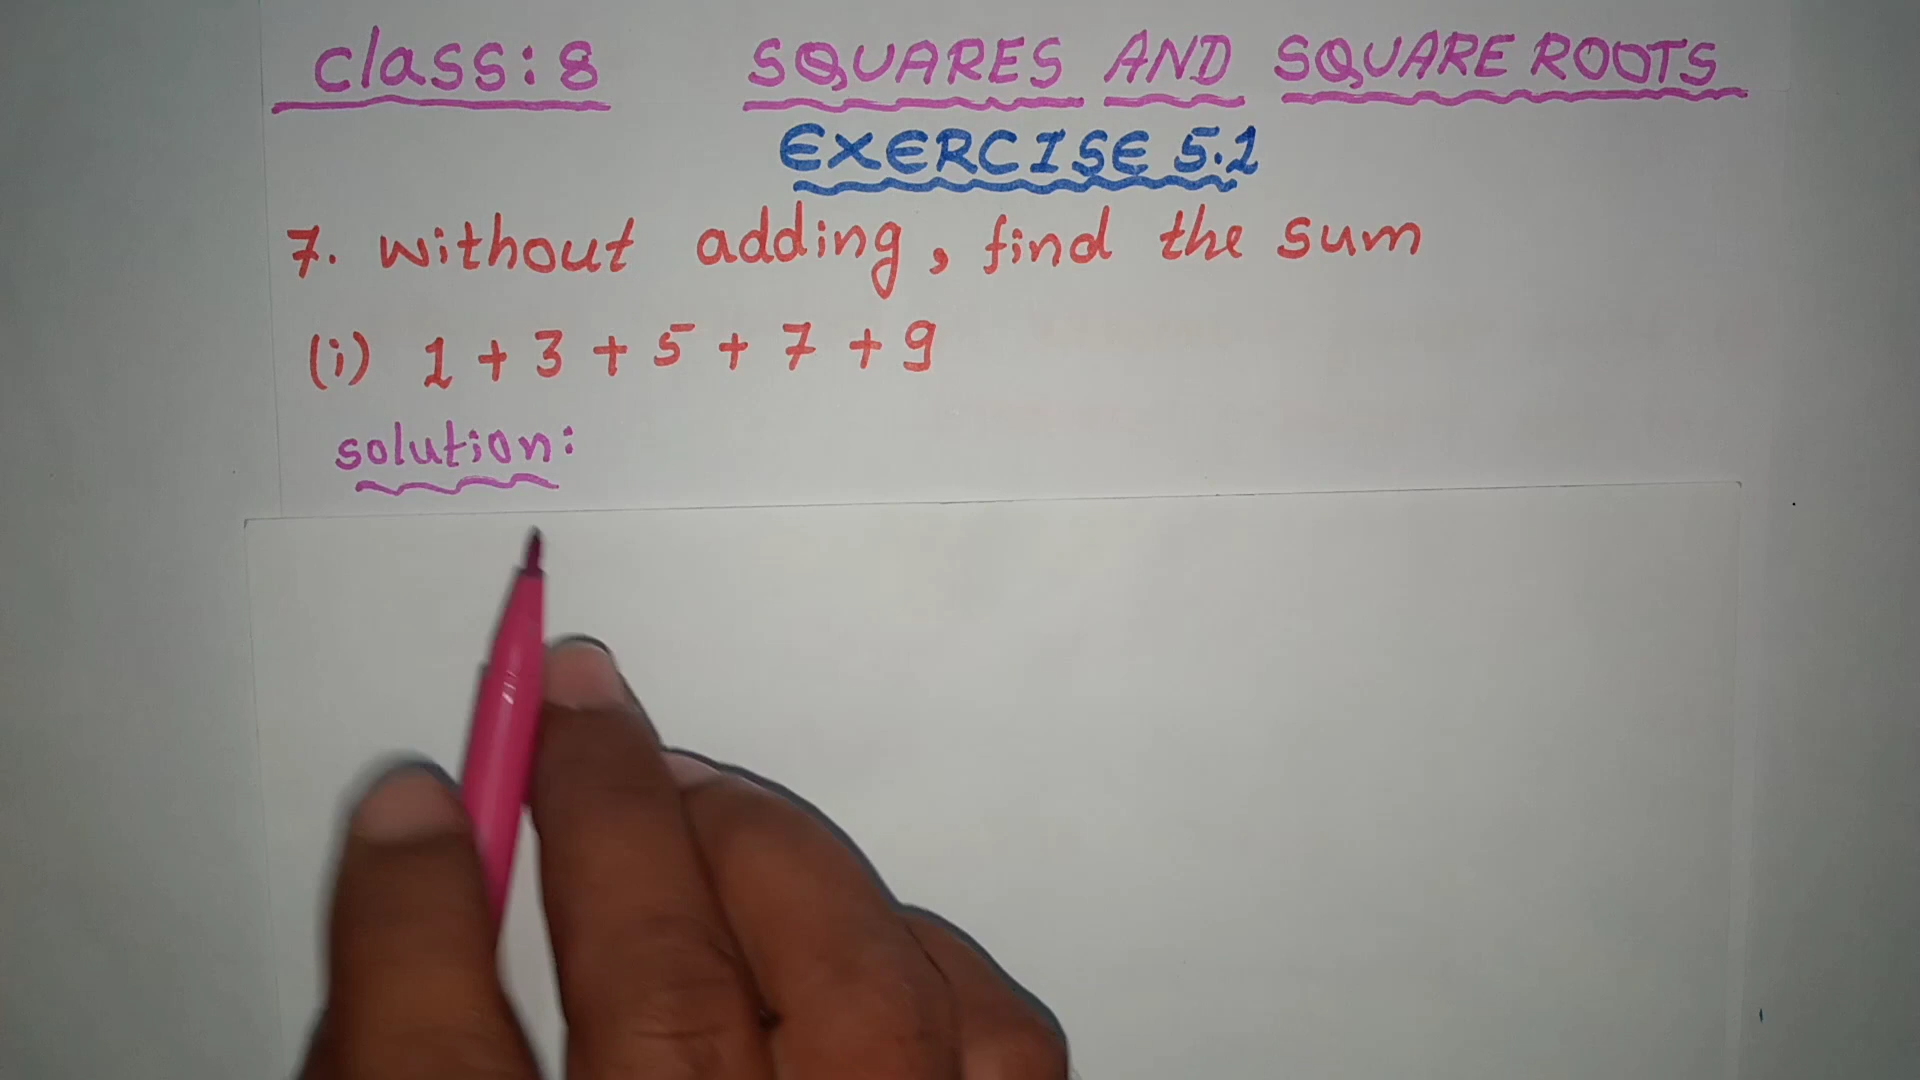 class: 8 SQUARES AND SQUARE ROOTS
EXERCISE 5.1
7. without adding, find the sum
(i) 1 + 3 + 5 + 7 + 9
solution: